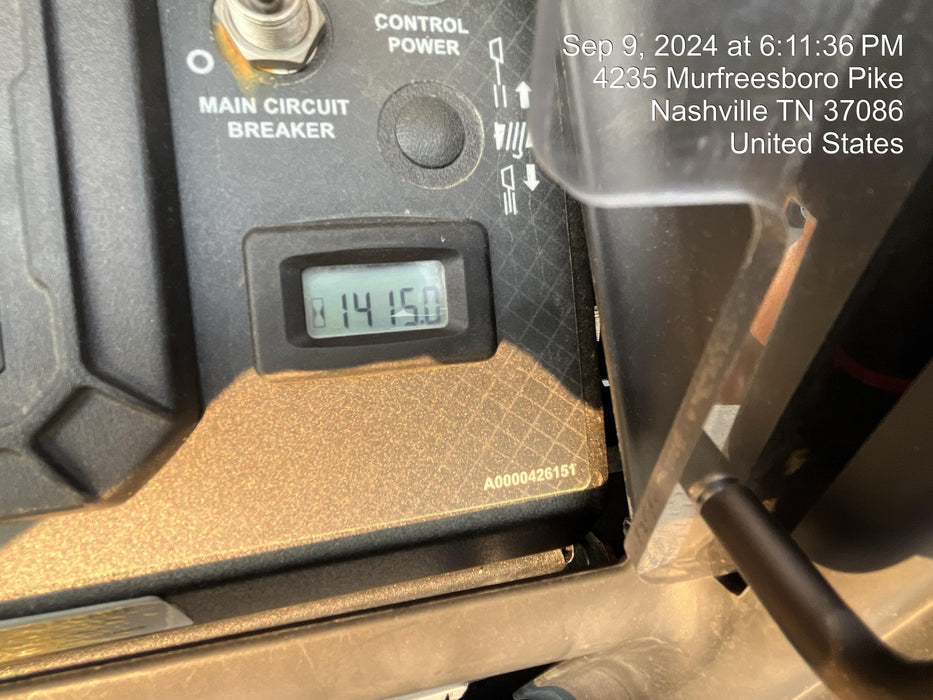 CONTROL
POWER
MAIN CIRCUIT
BREAKER
1415.0
A0000426151
Sep 9, 2024 at 6:11:36 PM
4235 Murfreesboro Pike
Nashville TN 37086
United States